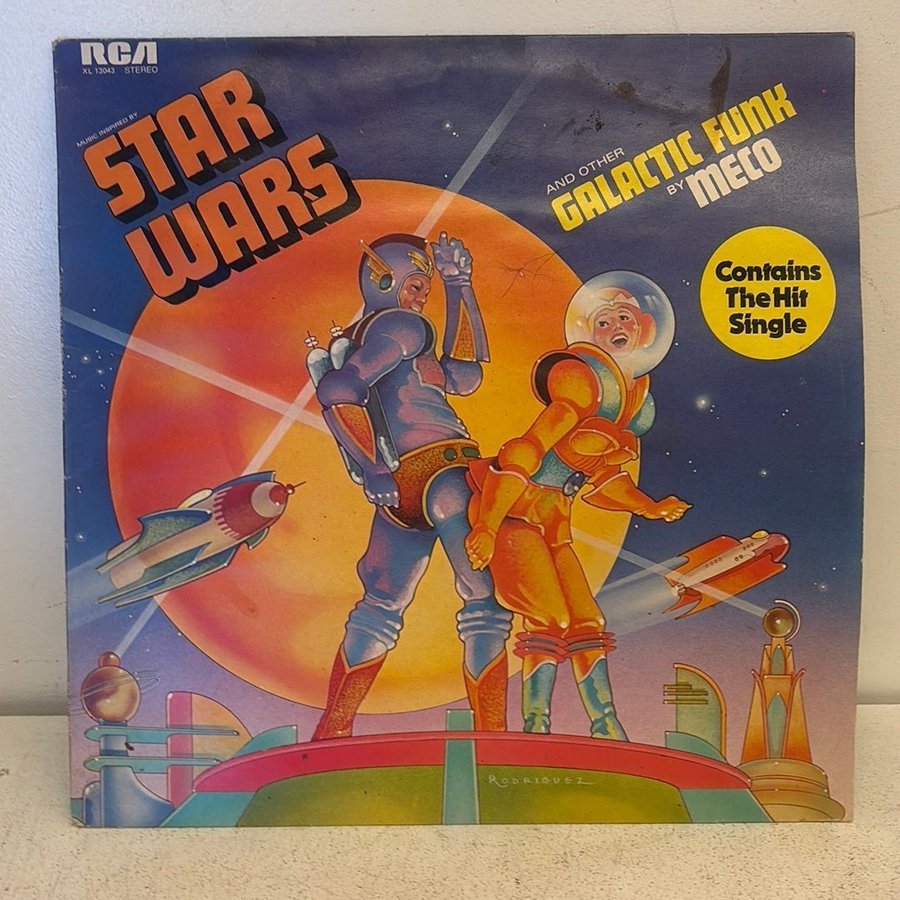 RCA
XL 13043 STEREO
MUSIC INSPIRED BY
STAR
WARS
AND OTHER
GALACTIC FUNK
BY MECO
Contains
The Hit
Single
RODRIGUEZ